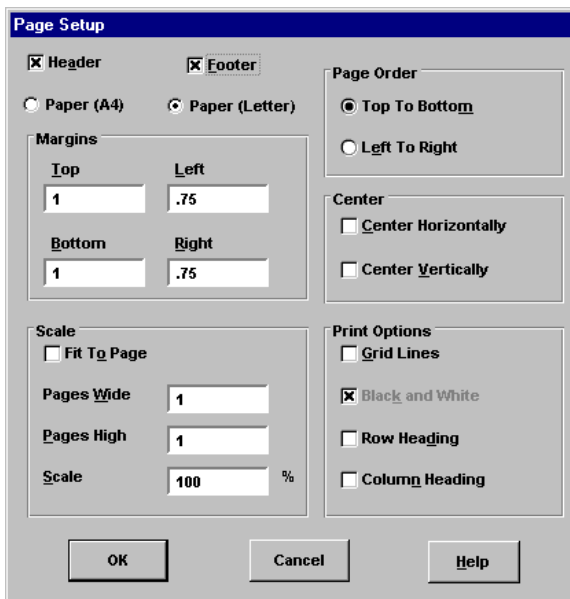 Page Setup
Header
Footer
Paper (A4)
Paper (Letter)
Margins
Top
Left
1
.75
Bottom
Right
1
.75
Page Order
Top To Bottom
Left To Right
Center
Center Horizontally
Center Vertically
Scale
Fit To Page
Pages Wide
1
Pages High
1
Scale
100
%
Print Options
Grid Lines
Black and White
Row Heading
Column Heading
OK
Cancel
Help